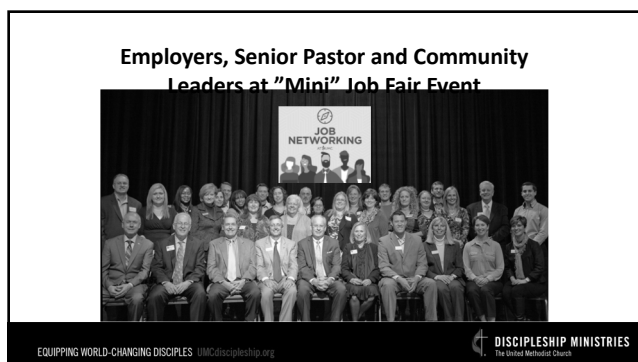 Employers, Senior Pastor and Community
Leaders at ”Mini” Job Fair Event
JOB
NETWORKING
EQUIPPING WORLD-CHANGING DISCIPLES UMCdiscipleship.org
DISCIPLESHIP MINISTRIES
The United Methodist Church